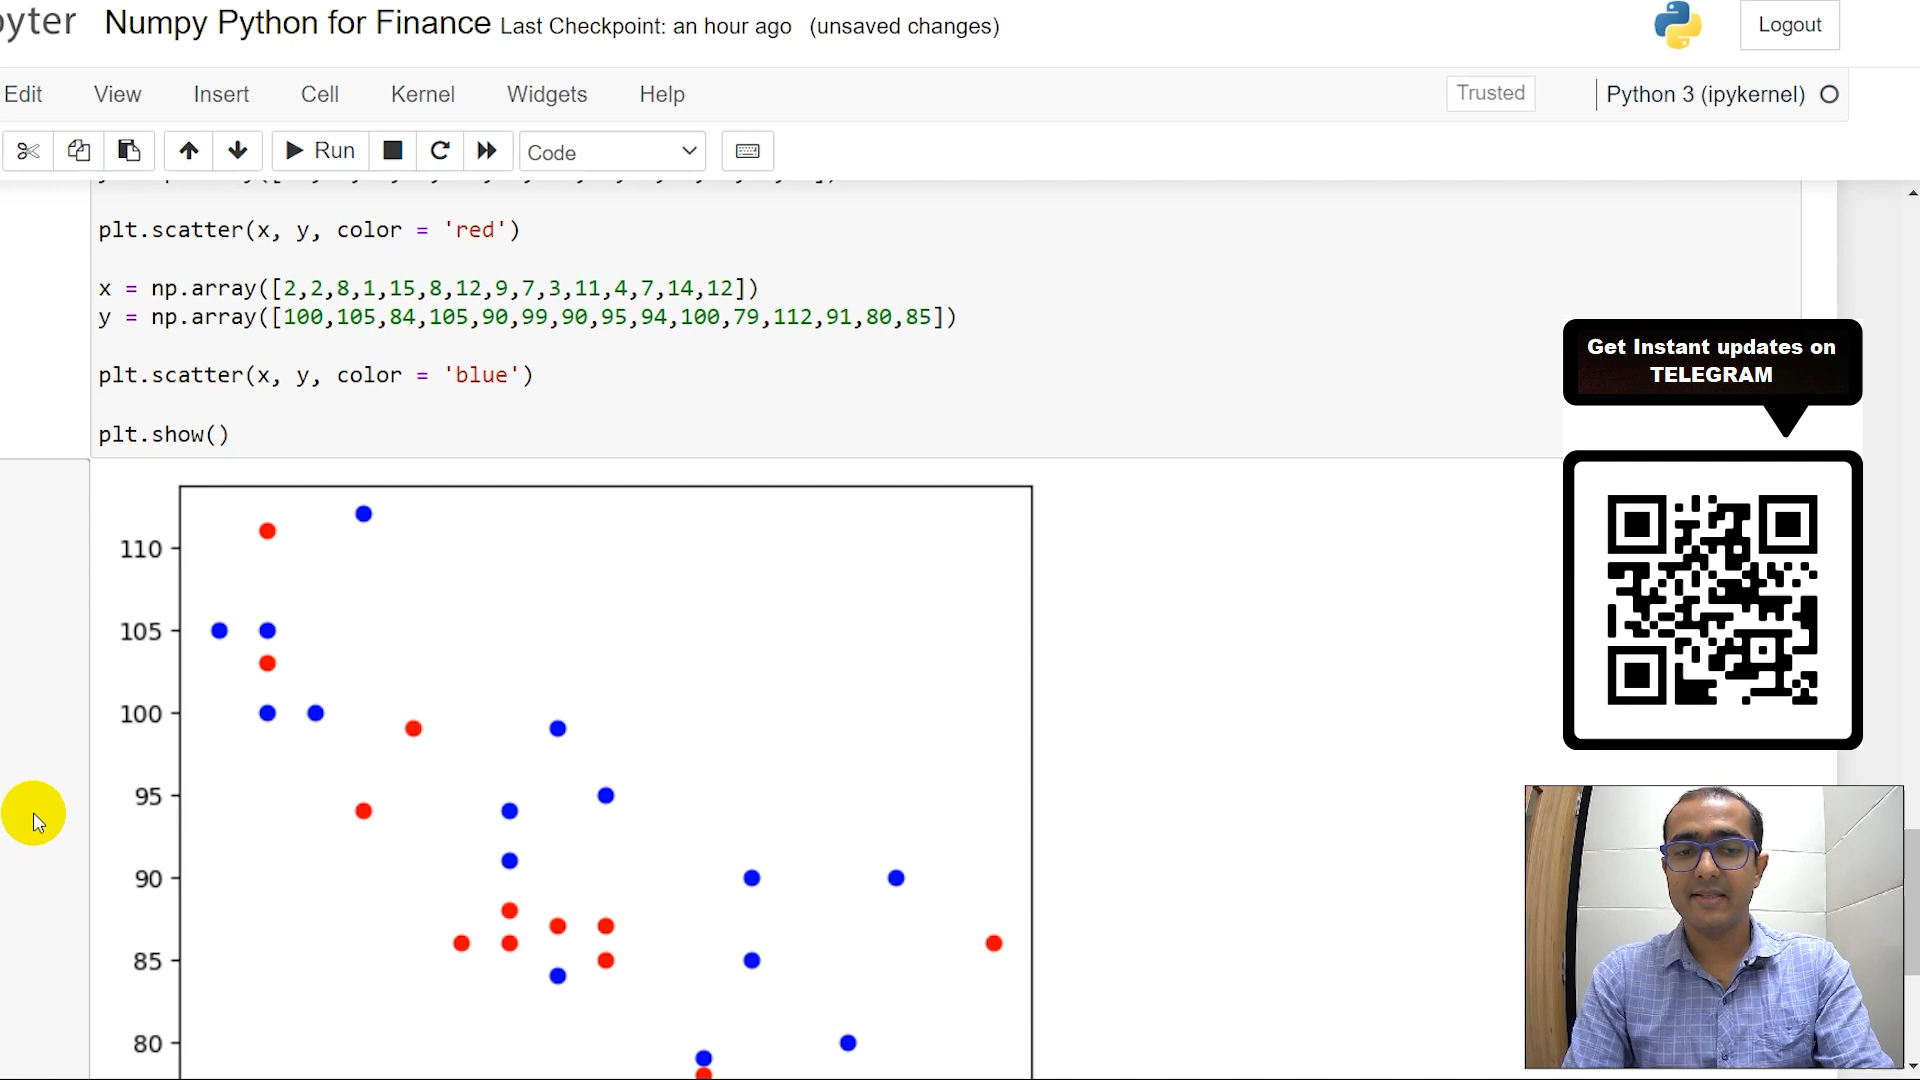 yter Numpy Python for Finance Last Checkpoint: an hour ago (unsaved changes) Logout
Edit View Insert Cell Kernel Widgets Help Trusted Python 3 (ipykernel)
Run Code
plt.scatter(x, y, color = 'red')
x = np.array([2,2,8,1,15,8,12,9,7,3,11,4,7,14,12])
y = np.array([100,105,84,105,90,99,90,95,94,100,79,112,91,80,85])
plt.scatter(x, y, color = 'blue')
plt.show()
Get Instant updates on
TELEGRAM
110
105
100
95
90
85
80